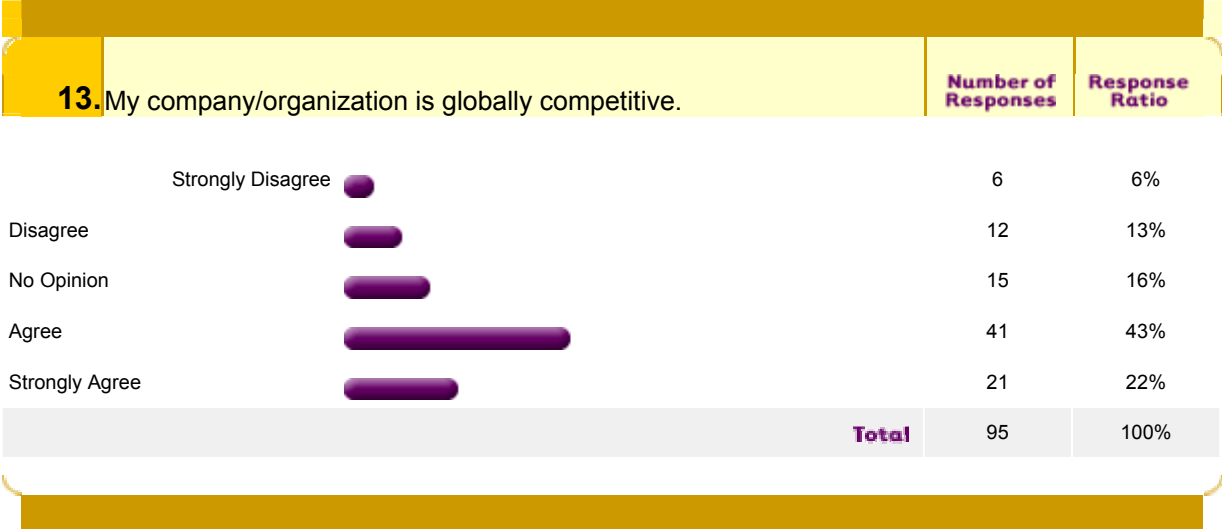 13. My company/organization is globally competitive. Number of Responses Response Ratio
Strongly Disagree 6 6%
Disagree 12 13%
No Opinion 15 16%
Agree 41 43%
Strongly Agree 21 22%
Total 95 100%